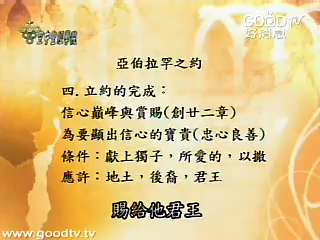 GOODTV
好消息
亞伯拉罕之約
四．立約的完成：
信心巔峰與賞賜(創廿二章)
為要顯出信心的寶貴(忠心良善)
條件：獻上獨子，所愛的，以撒
應許：地土，後裔，君王
賜給他君王
www.goodtv.tv